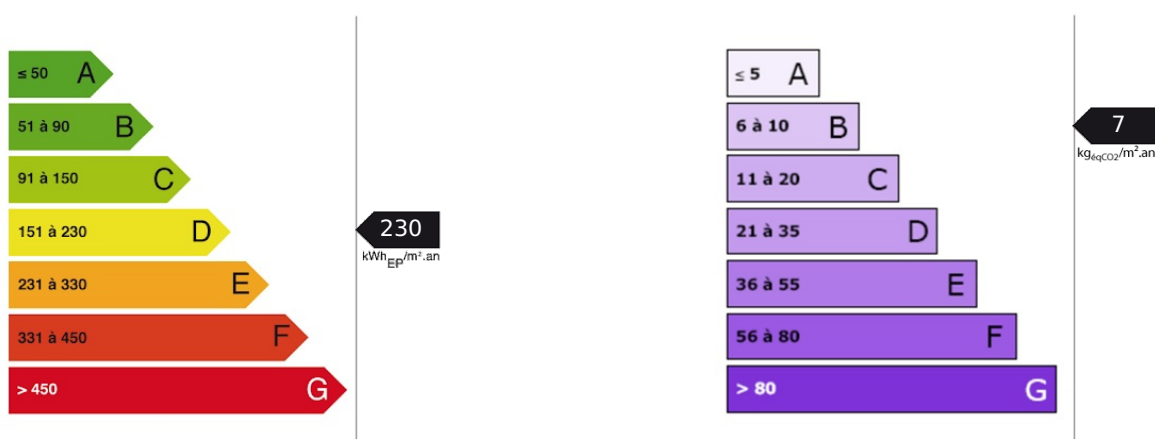 ≤ 50 A
51 à 90 B
91 à 150 C
151 à 230 D
231 à 330 E
331 à 450 F
> 450 G
230
kWhEP/m².an
≤ 5 A
6 à 10 B
11 à 20 C
21 à 35 D
36 à 55 E
56 à 80 F
> 80 G
7
kgéqCO2/m².an